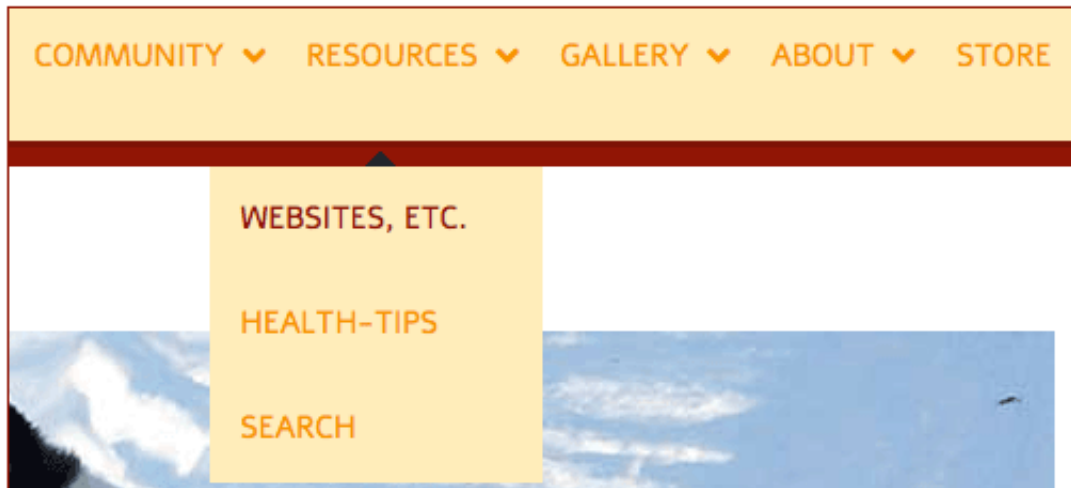 COMMUNITY RESOURCES GALLERY ABOUT STORE
WEBSITES, ETC.
HEALTH-TIPS
SEARCH